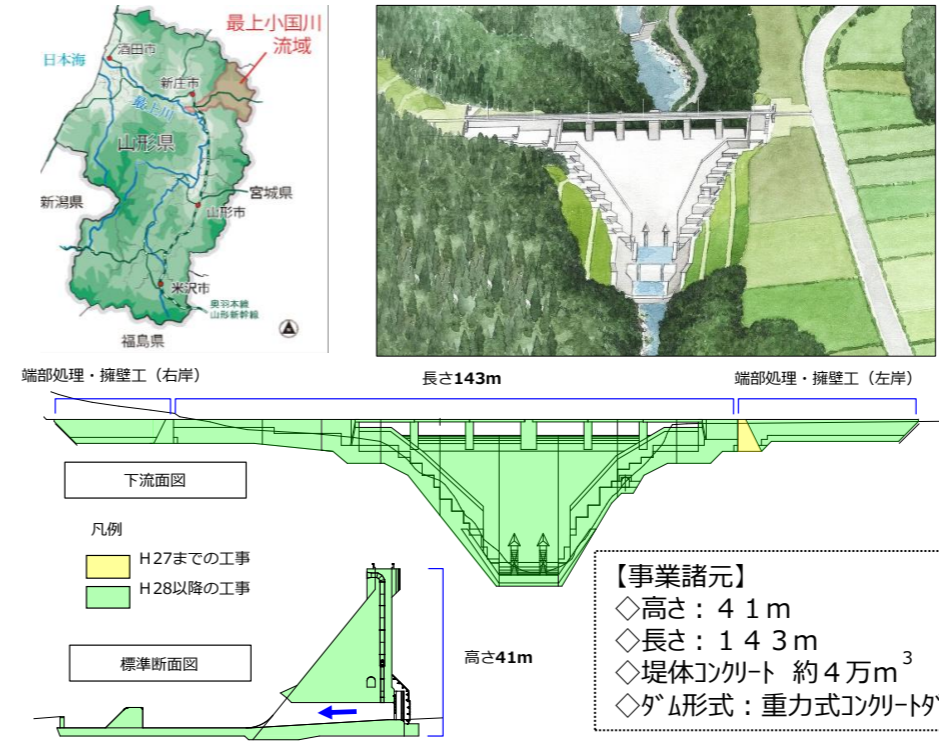 最上小国川
流域
日本海
酒田市
新庄市
最上川
山形県
宮城県
新潟県
山形市
米沢市
奥羽本線
山形新幹線
福島県
端部処理・擁壁工（右岸）
長さ143m
端部処理・擁壁工（左岸）
下流面図
凡例
H27までの工事
H28以降の工事
標準断面図
高さ41m
【事業諸元】
◇高さ：４１ｍ
◇長さ：１４３ｍ
◇堤体コンクリート 約４万m3
◇ダム形式：重力式コンクリートダ